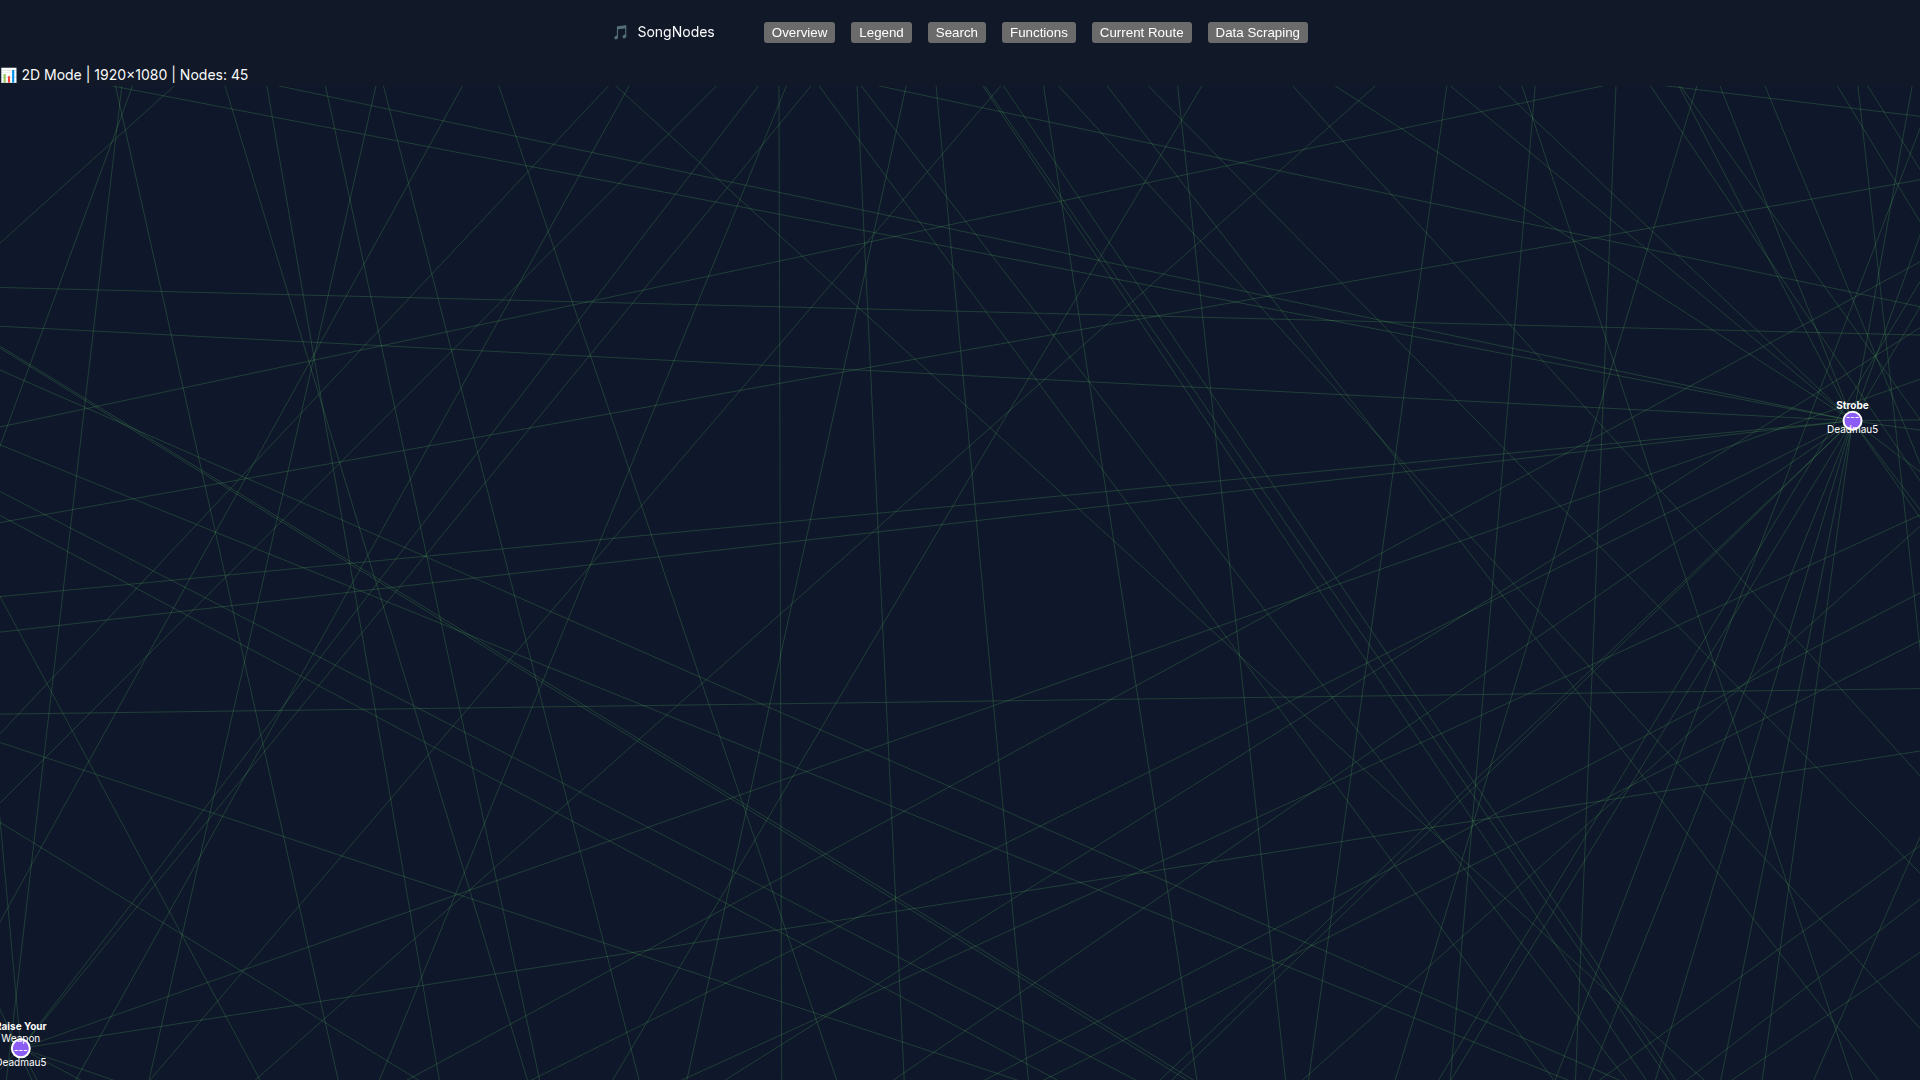 🎵 SongNodes
Overview
Legend
Search
Functions
Current Route
Data Scraping
📊 2D Mode | 1920×1080 | Nodes: 45
Strobe
Deadmau5
Raise Your
Weapon
Deadmau5